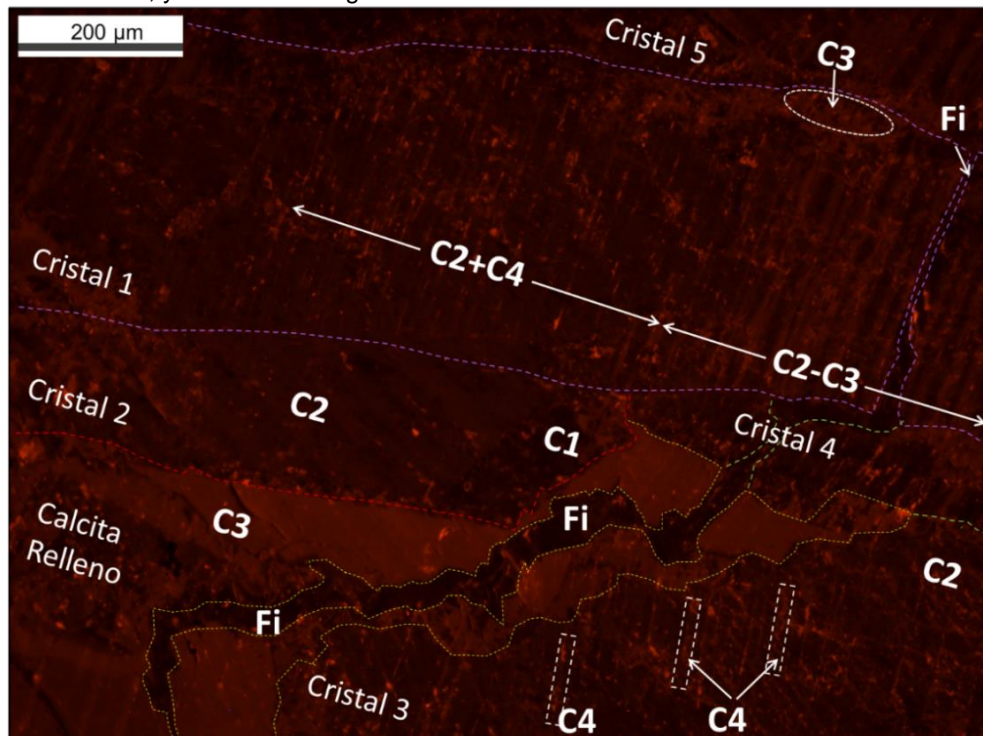 200 µm
Cristal 5
C3
Fi
C2+C4
Cristal 1
C2-C3
Cristal 2
C2
C1
Cristal 4
C3
Fi
Calcita
Relleno
C2
Fi
Cristal 3
C4
C4